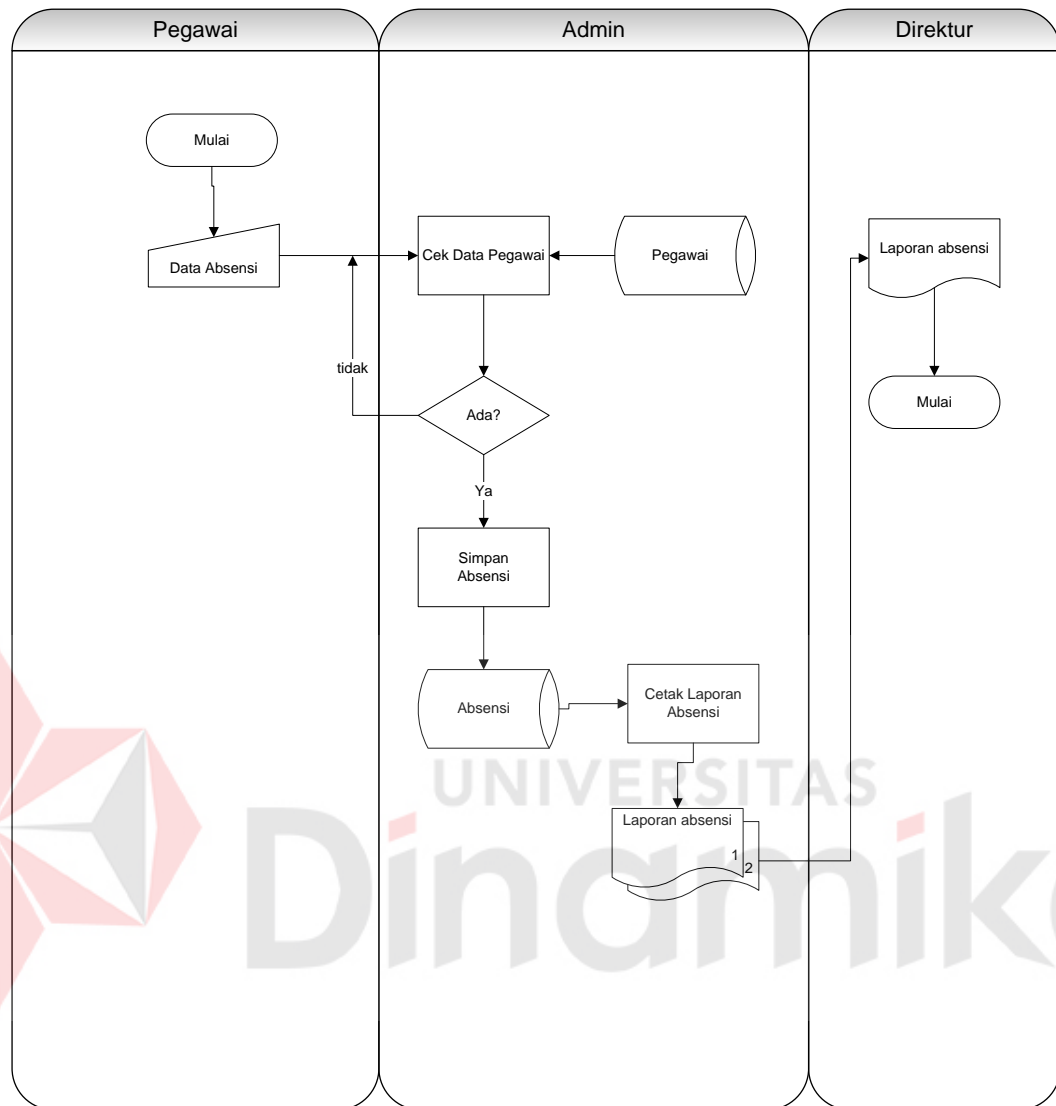 Pegawai
Admin
Direktur
Mulai
Data Absensi
Cek Data Pegawai
Pegawai
Laporan absensi
tidak
Ada?
Mulai
Ya
Simpan
Absensi
Absensi
Cetak Laporan
Absensi
UNIVERSITAS
Dinamika
Laporan absensi
1
2